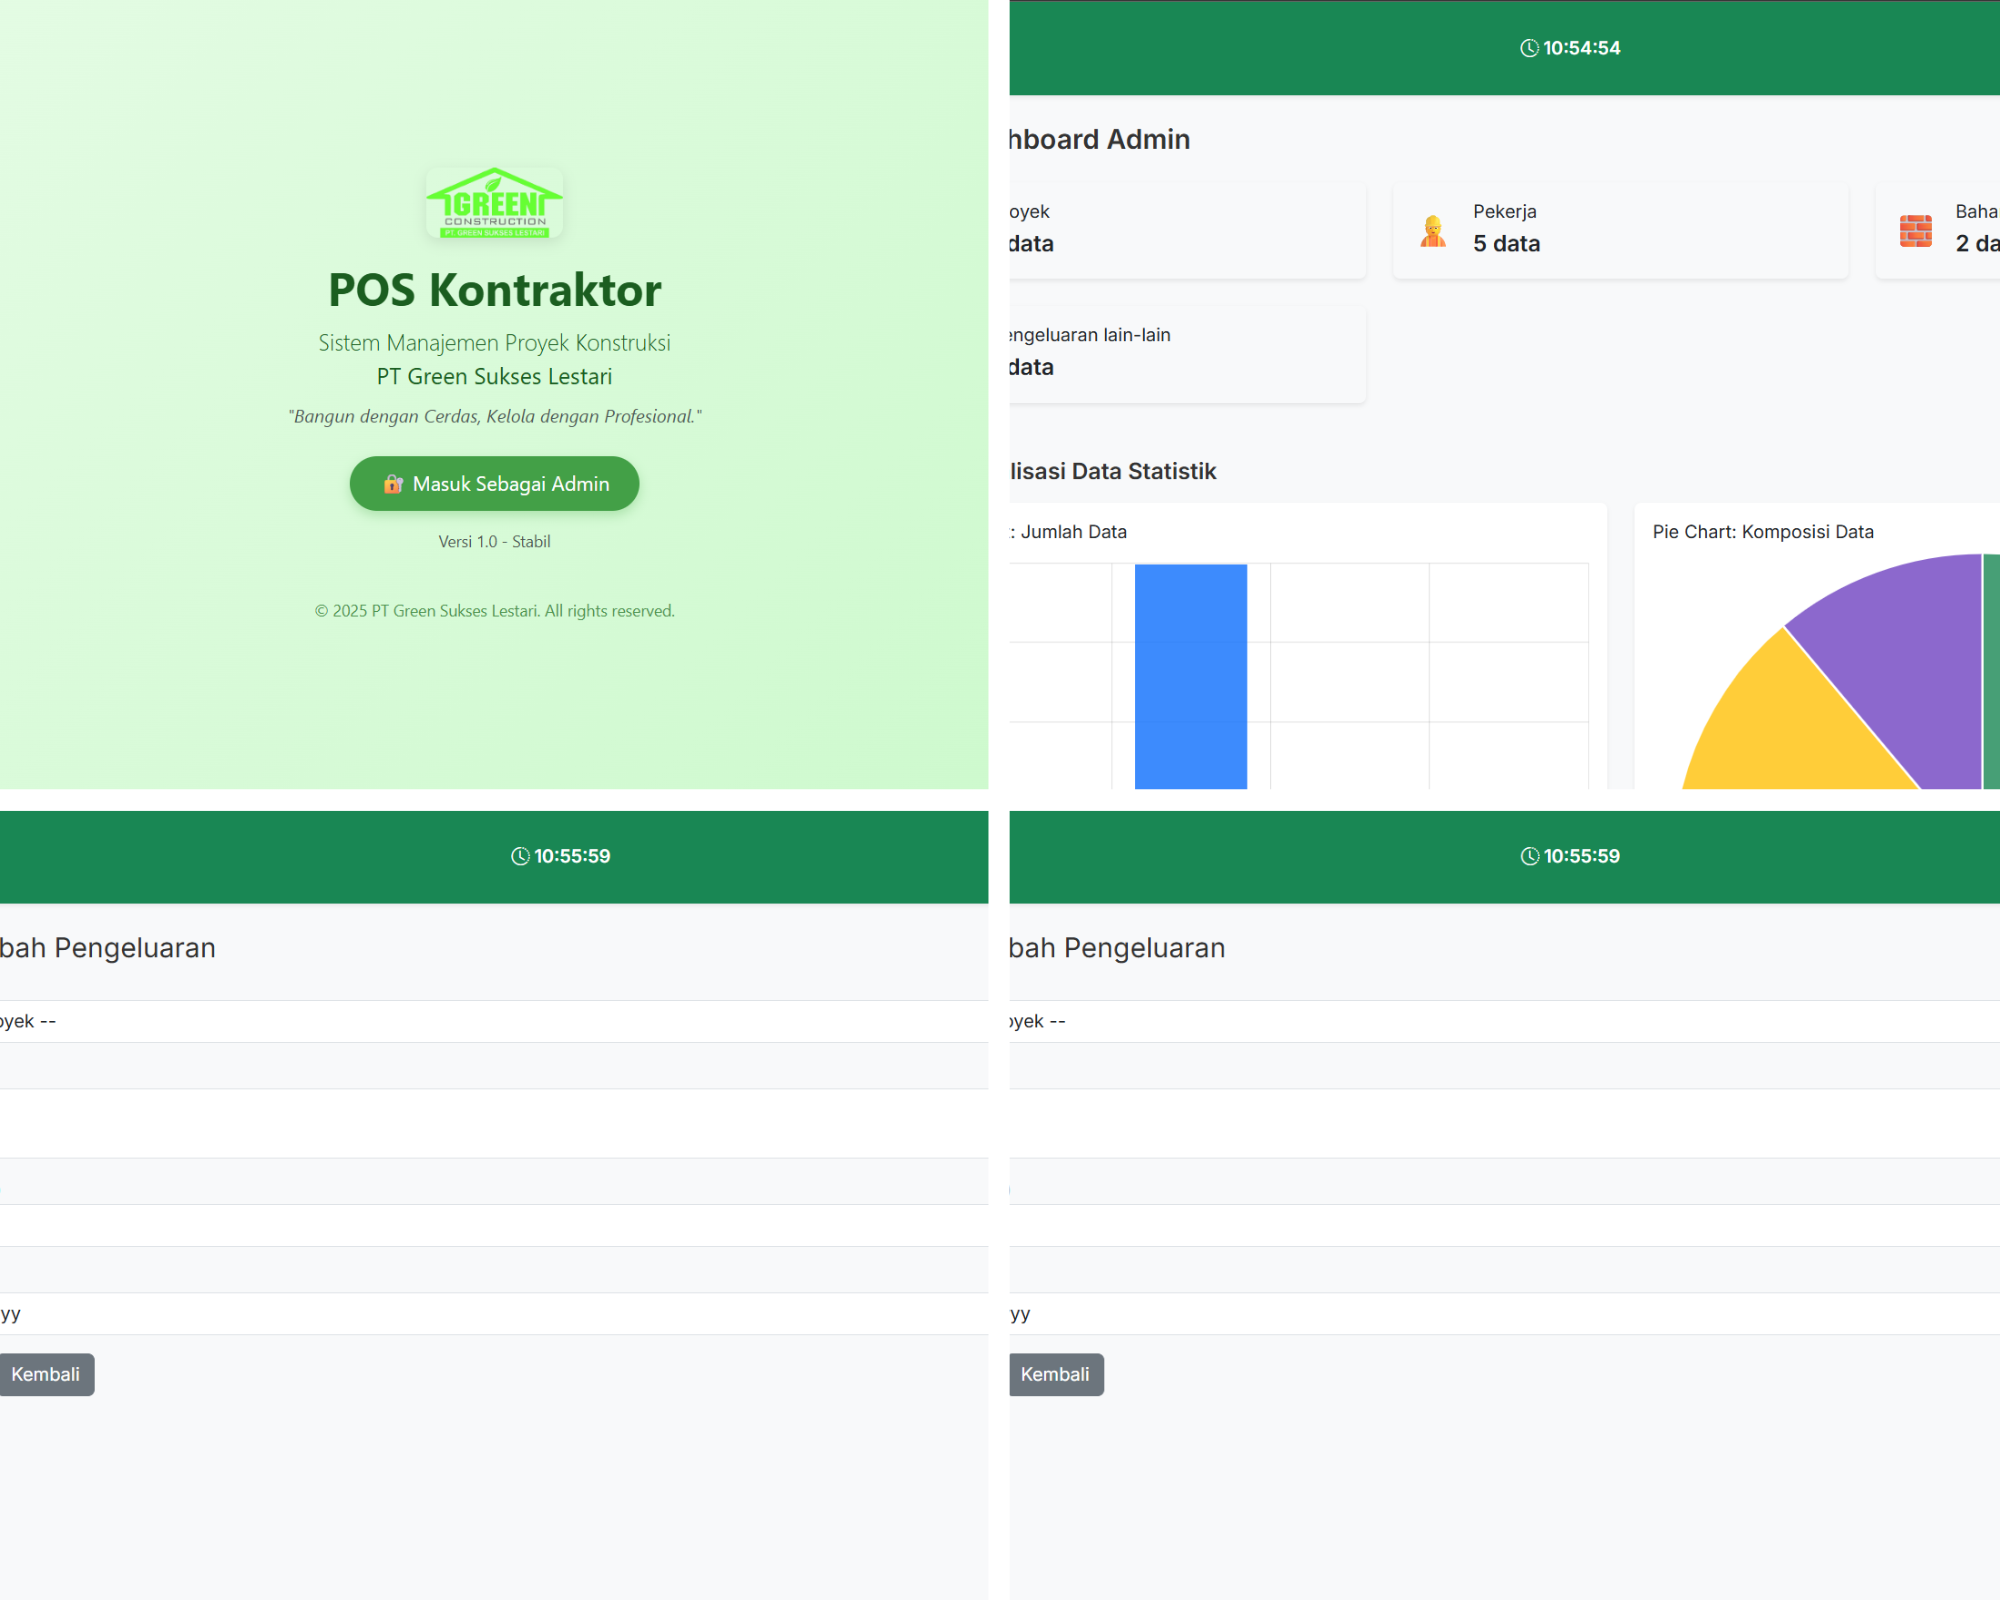 GREEN
CONSTRUCTION
PT. GREEN SUKSES LESTARI
POS Kontraktor
Sistem Manajemen Proyek Konstruksi
PT Green Sukses Lestari
"Bangun dengan Cerdas, Kelola dengan Profesional."
Masuk Sebagai Admin
Versi 1.0 - Stabil
© 2025 PT Green Sukses Lestari. All rights reserved.
10:54:54
hboard Admin
oyek
data
Pekerja
5 data
Baha
2 da
engeluaran lain-lain
data
lisasi Data Statistik
: Jumlah Data
Pie Chart: Komposisi Data
10:55:59
bah Pengeluaran
oyek --
yy
Kembali
10:55:59
bah Pengeluaran
oyek --
yy
Kembali